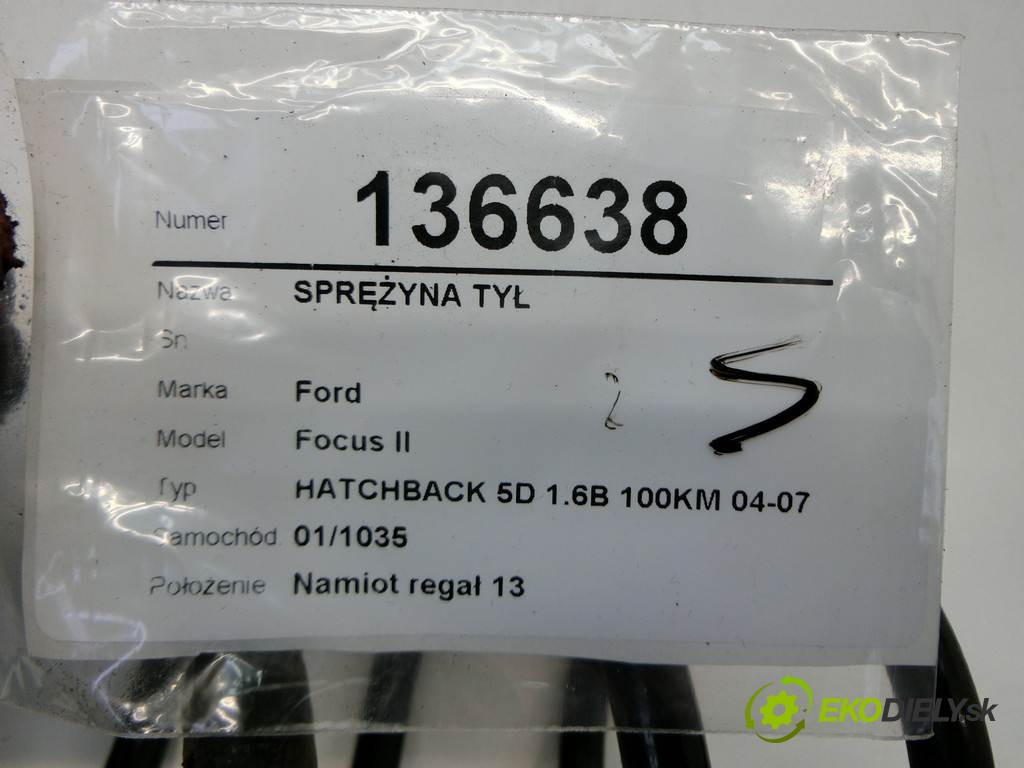 Numer 136638
Nazwa SPRĘŻYNA TYŁ
Sn
Marka Ford
Model Focus II
Typ HATCHBACK 5D 1.6B 100KM 04-07
Samochód 01/1035
Położenie Namiot regał 13
EKODIELY.sk